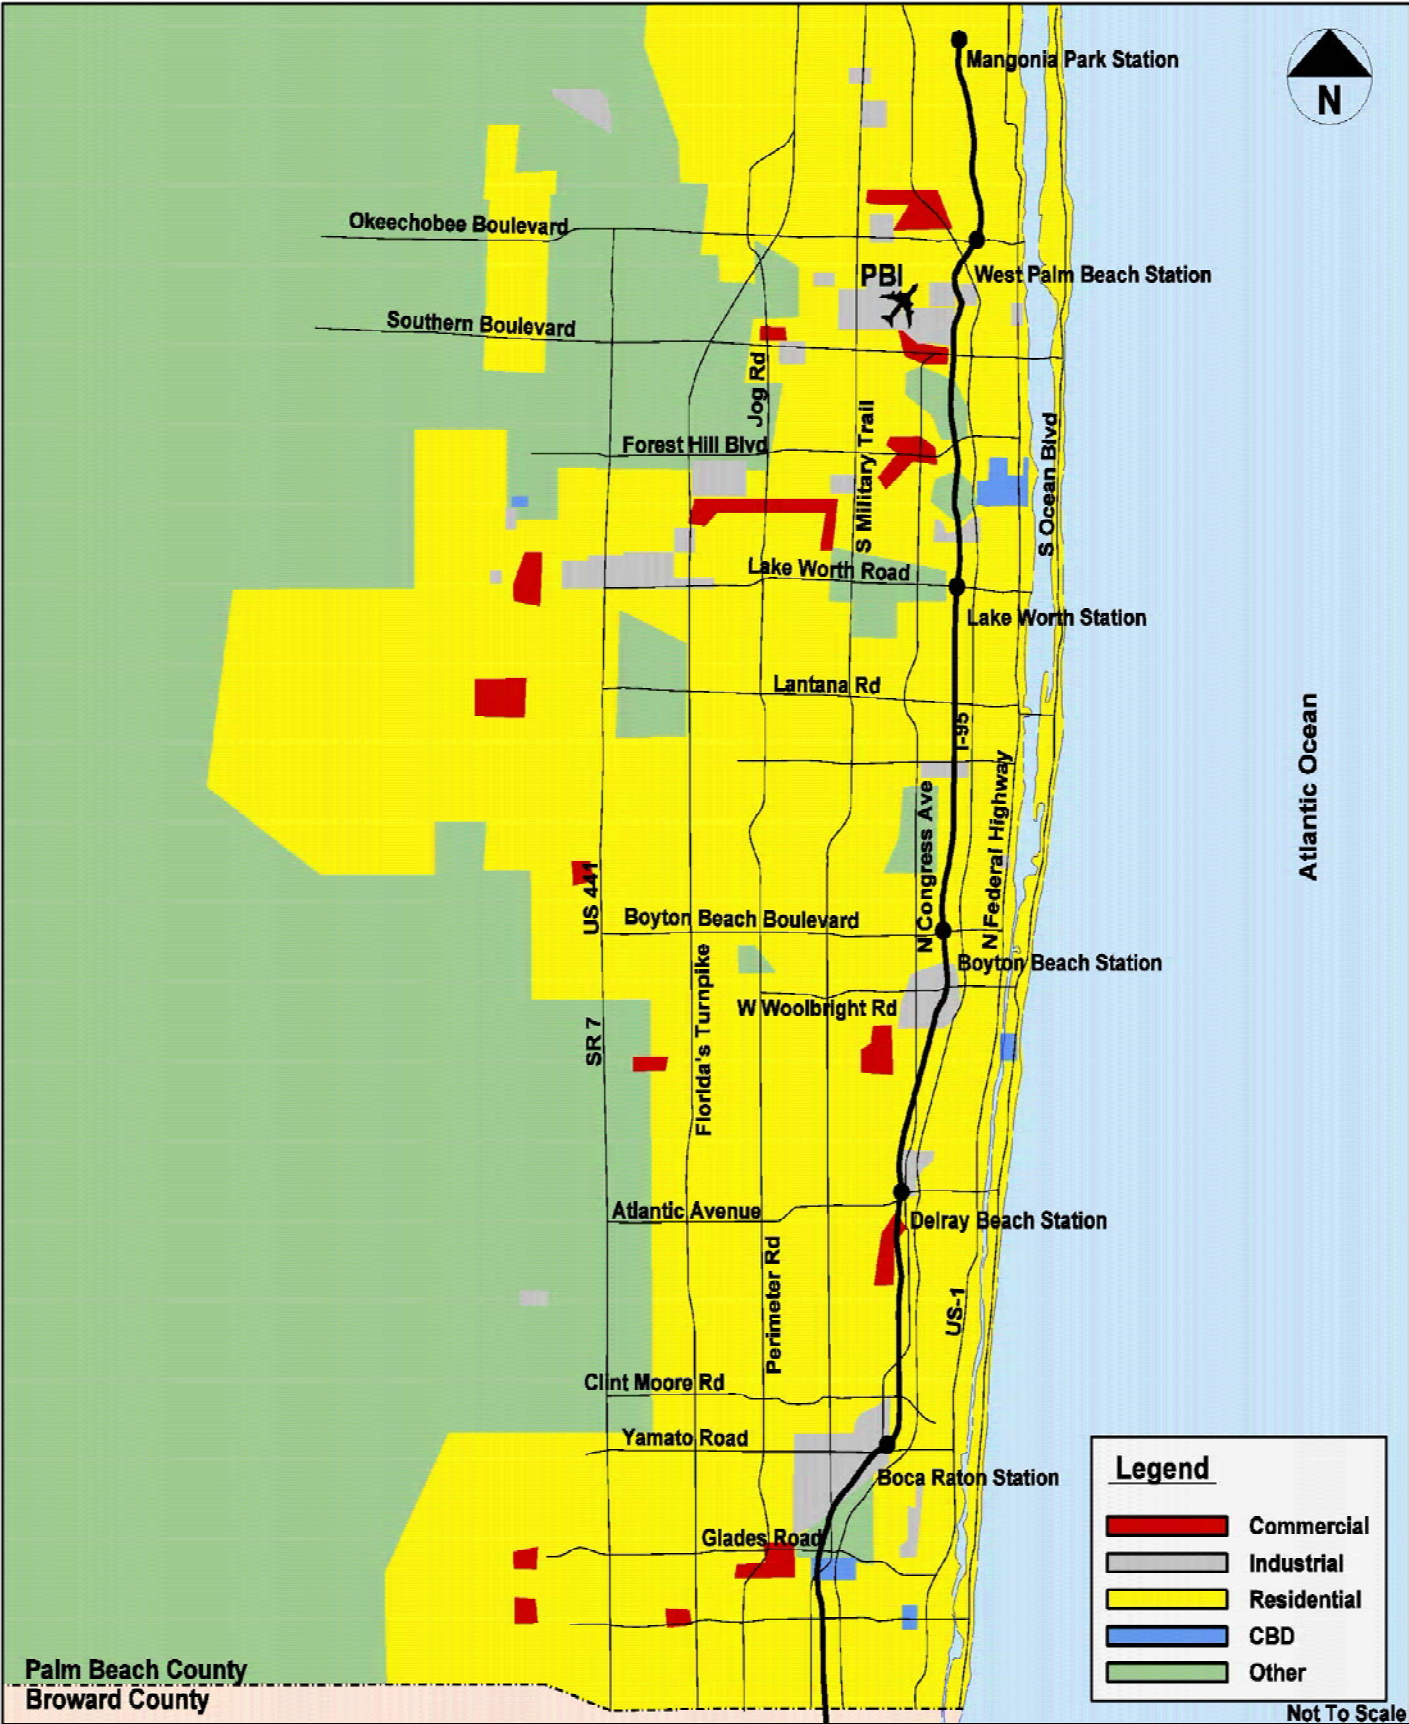 Mangonia Park Station
N
Okeechobee Boulevard
PBI
West Palm Beach Station
Southern Boulevard
Jog Rd
S Military Trail
Forest Hill Blvd
S Ocean Blvd
Lake Worth Road
Lake Worth Station
Lantana Rd
I-95
Atlantic Ocean
N Congress Ave
N Federal Highway
US 441
Boyton Beach Boulevard
Boyton Beach Station
Florida's Turnpike
W Woolbright Rd
SR 7
Atlantic Avenue
Delray Beach Station
Perimeter Rd
US-1
Clint Moore Rd
Yamato Road
Boca Raton Station
Glades Road
Legend
Commercial
Industrial
Residential
CBD
Other
Palm Beach County
Broward County
Not To Scale